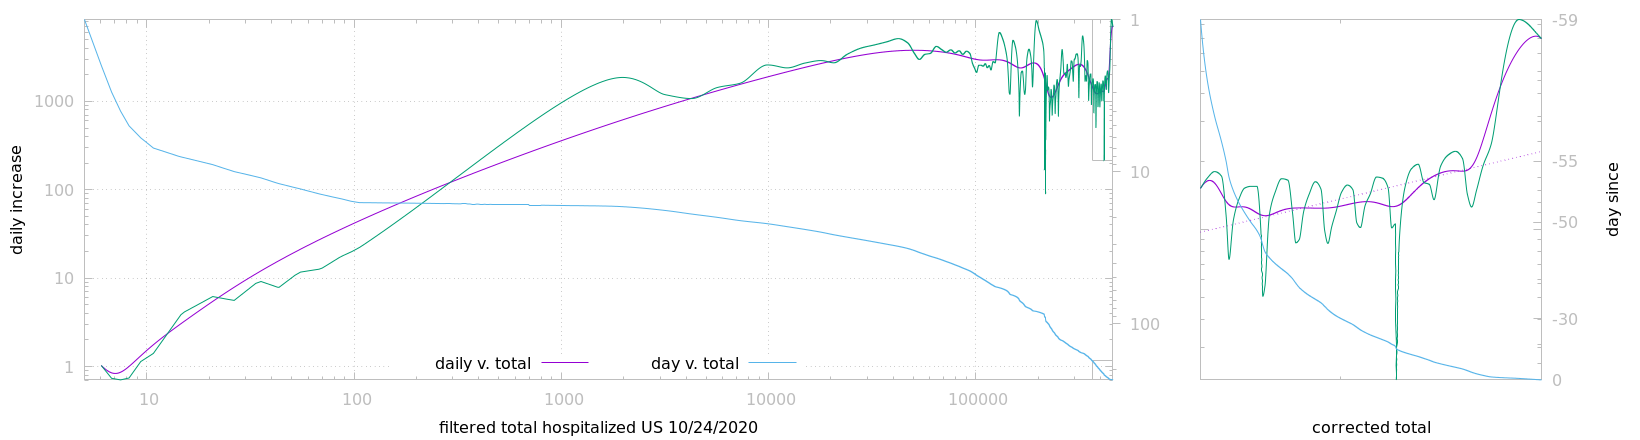 daily increase
1000
100
10
1
10
100
1000
10000
100000
1
10
100
daily v. total
day v. total
filtered total hospitalized US 10/24/2020
-59
-55
-50
-30
0
day since
corrected total